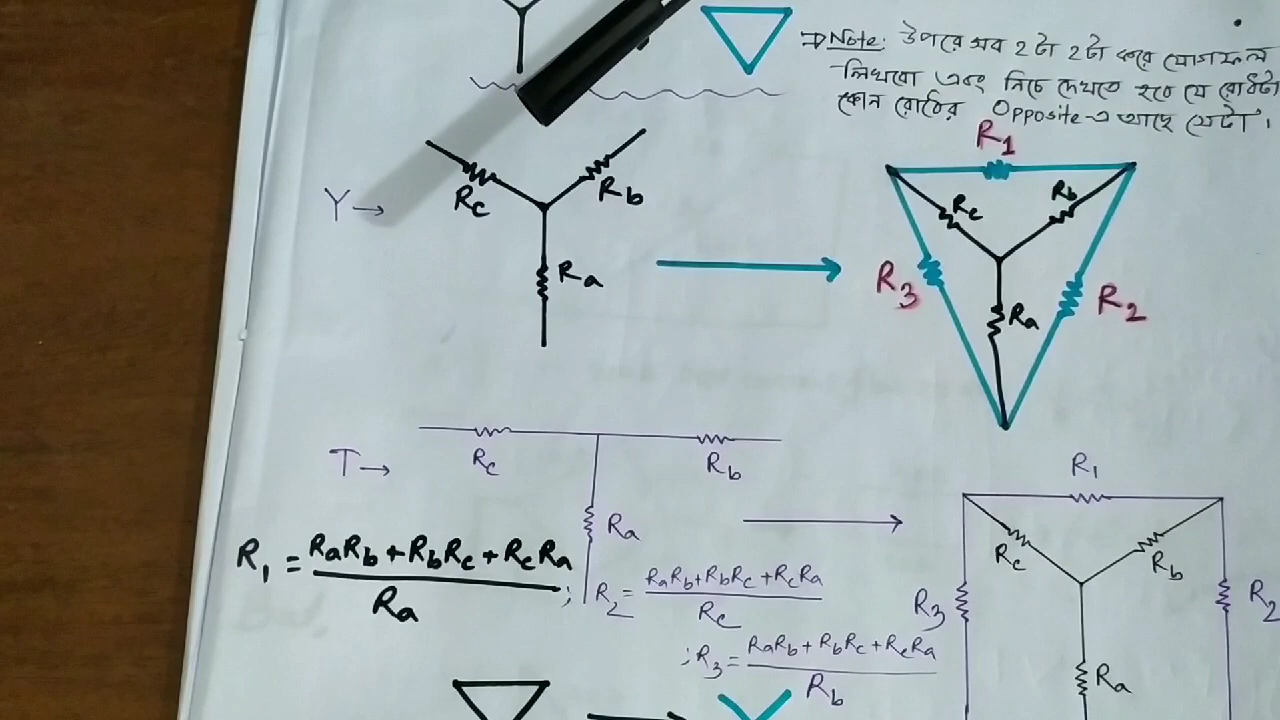 ⇒ Note: উপরে সব 2টা 2টা করে যোগফল
লিখবো এবং নিচে দেখতে হবে যে রোধটা
কোন রোধের Opposite-এ আছে সেটা।
Y→
Rc
Rb
Ra
R1
Rc
Rb
R3
Ra
R2
T→
Rc
Rb
Ra
R1
Rc
Rb
R3
R2
Ra
R1 = RaRb + RbRc + RcRa / Ra ;
R2 = RaRb + RbRc + RcRa / Rc
; R3 = RaRb + RbRc + RcRa / Rb